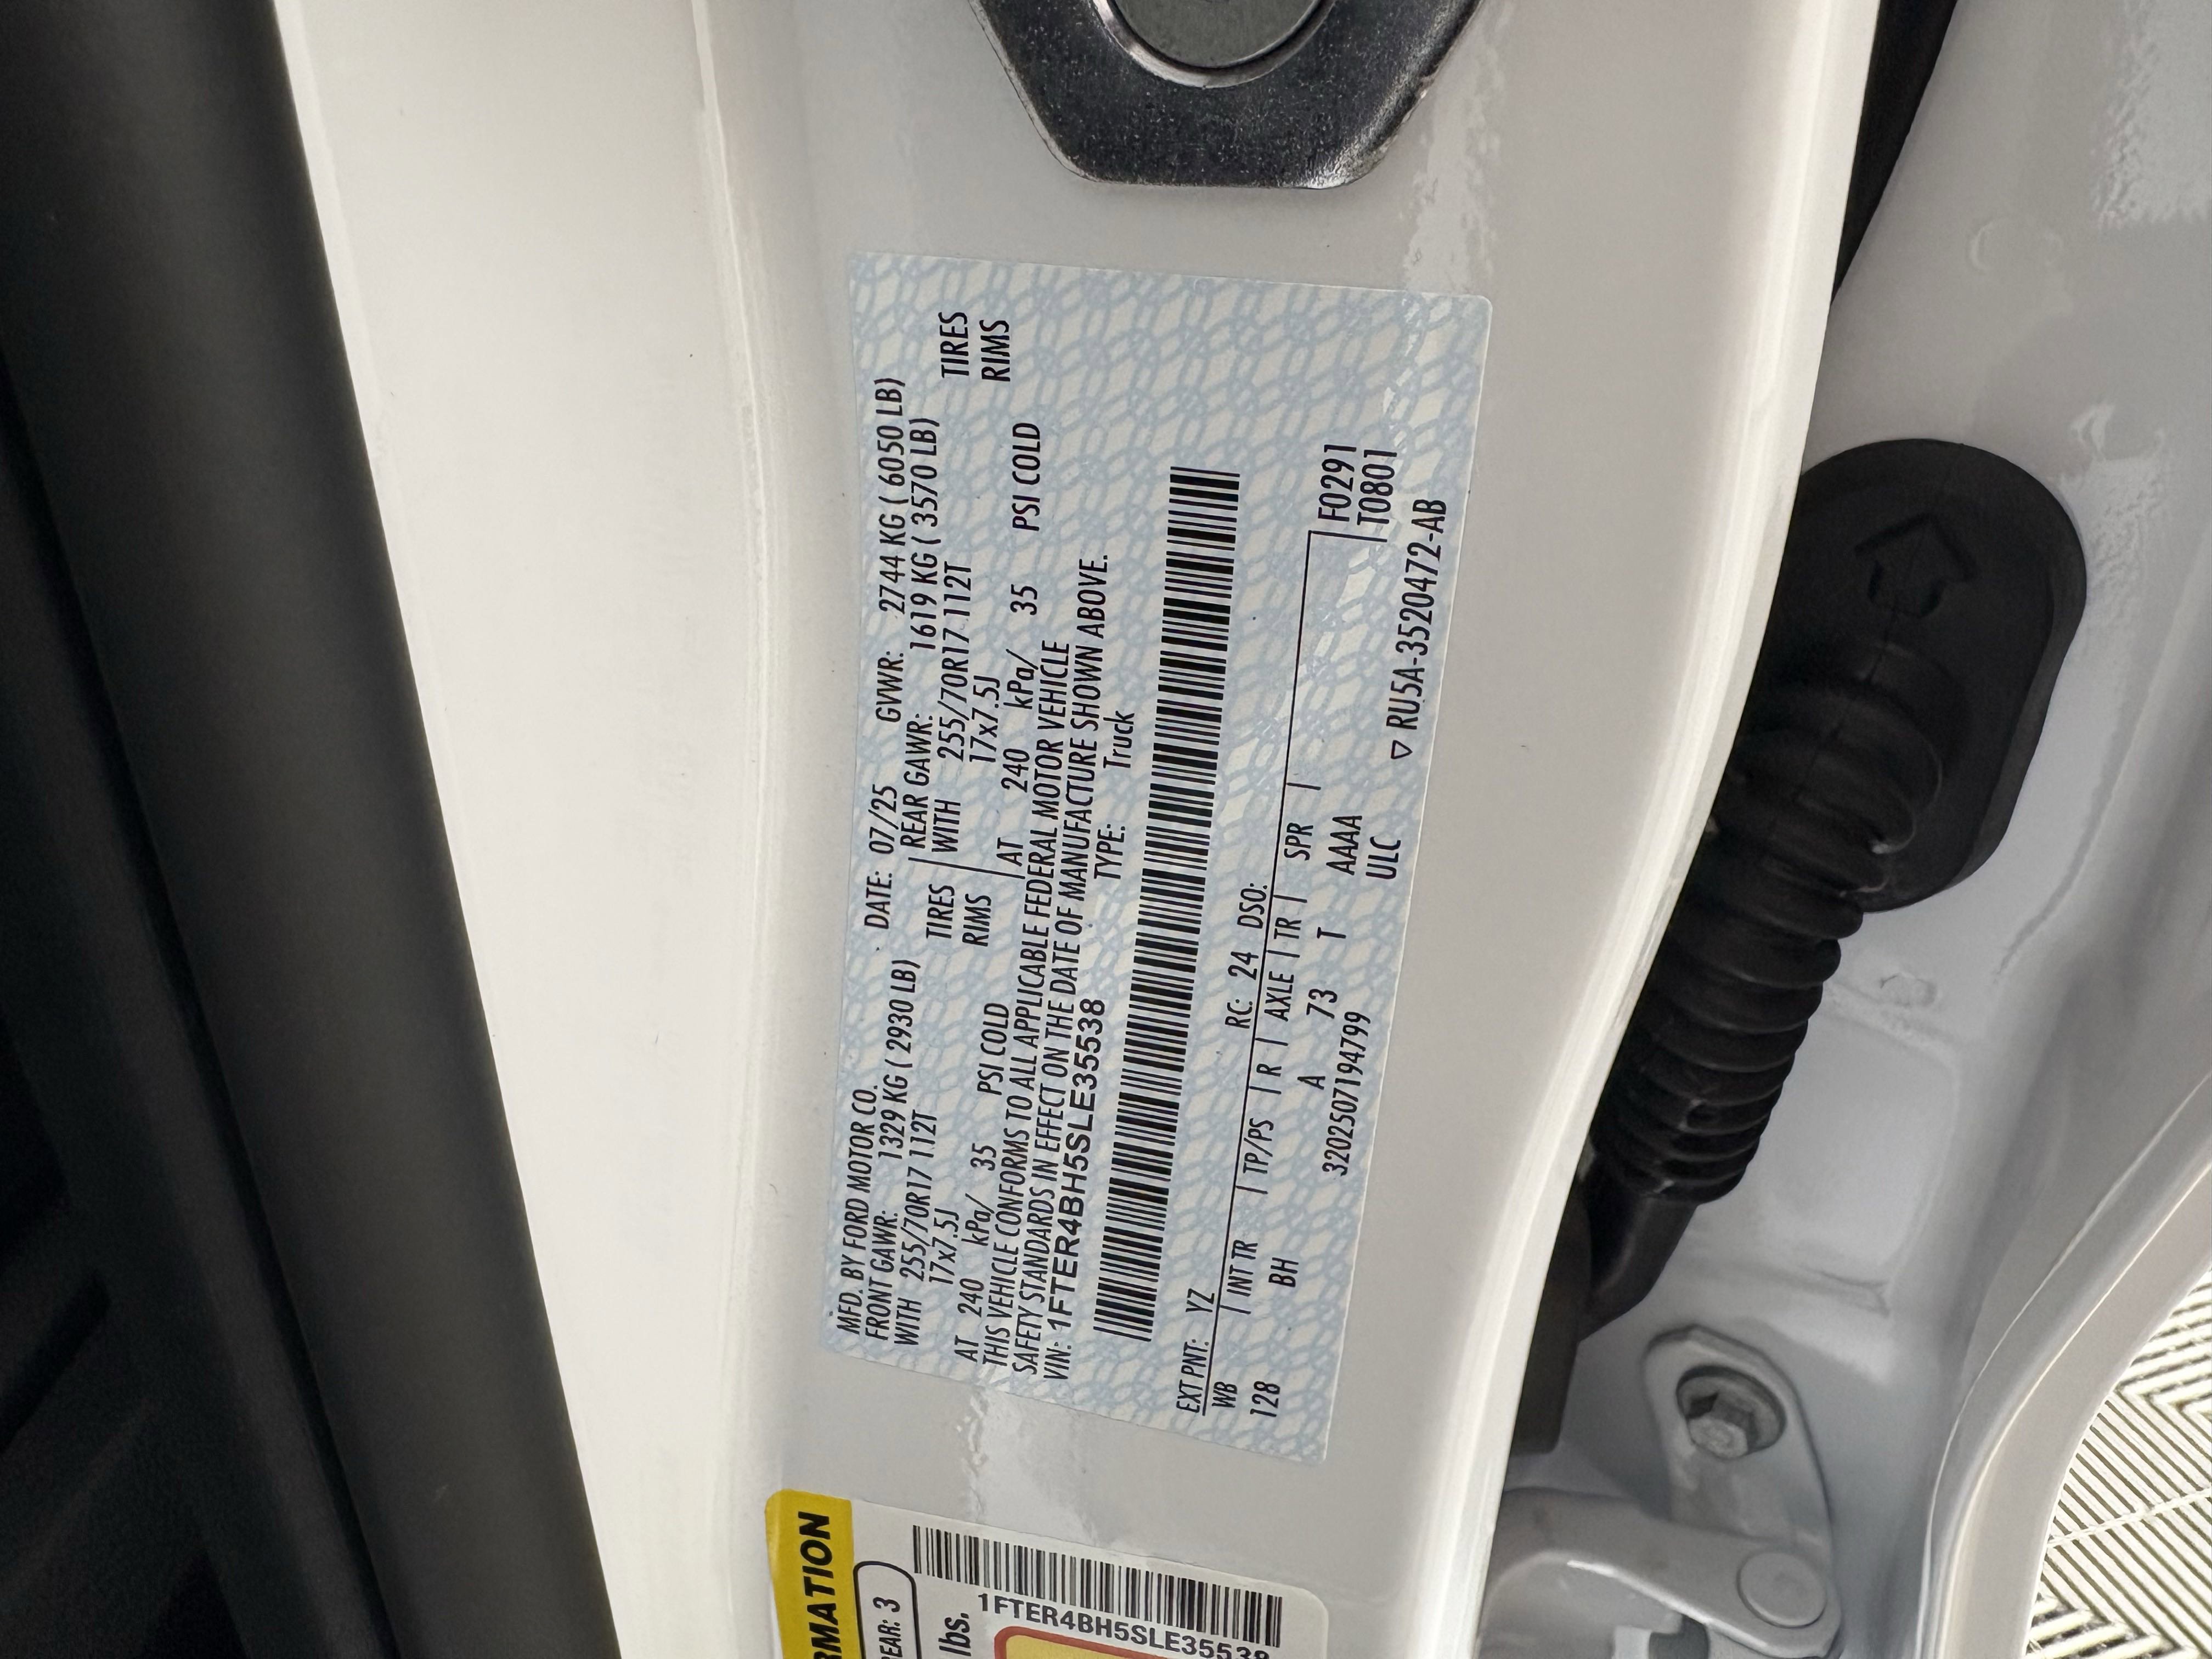 MFD. BY FORD MOTOR CO. DATE: 07/25 GVWR: 2744 KG ( 6050 LB)
FRONT GAWR: 1329 KG ( 2930 LB) REAR GAWR: 1619 KG ( 3570 LB)
WITH 255/70R17 112T TIRES WITH 255/70R17 112T TIRES
17x7.5J RIMS 17x7.5J RIMS
AT 240 kPa/ 35 PSI COLD AT 240 kPa/ 35 PSI COLD
THIS VEHICLE CONFORMS TO ALL APPLICABLE FEDERAL MOTOR VEHICLE
SAFETY STANDARDS IN EFFECT ON THE DATE OF MANUFACTURE SHOWN ABOVE.
VIN: 1FTER4BH5SLE35538 TYPE: Truck
EXT PNT: YZ RC: 24 DSO:
WB INT TR TP/PS R AXLE TR SPR F0291
128 BH A 73 T AAAA T0801
3202507194799 ULC
▽ RU5A-3520472-AB
RMATION
REAR: 3
lbs.
1FTER4BH5SLE35538